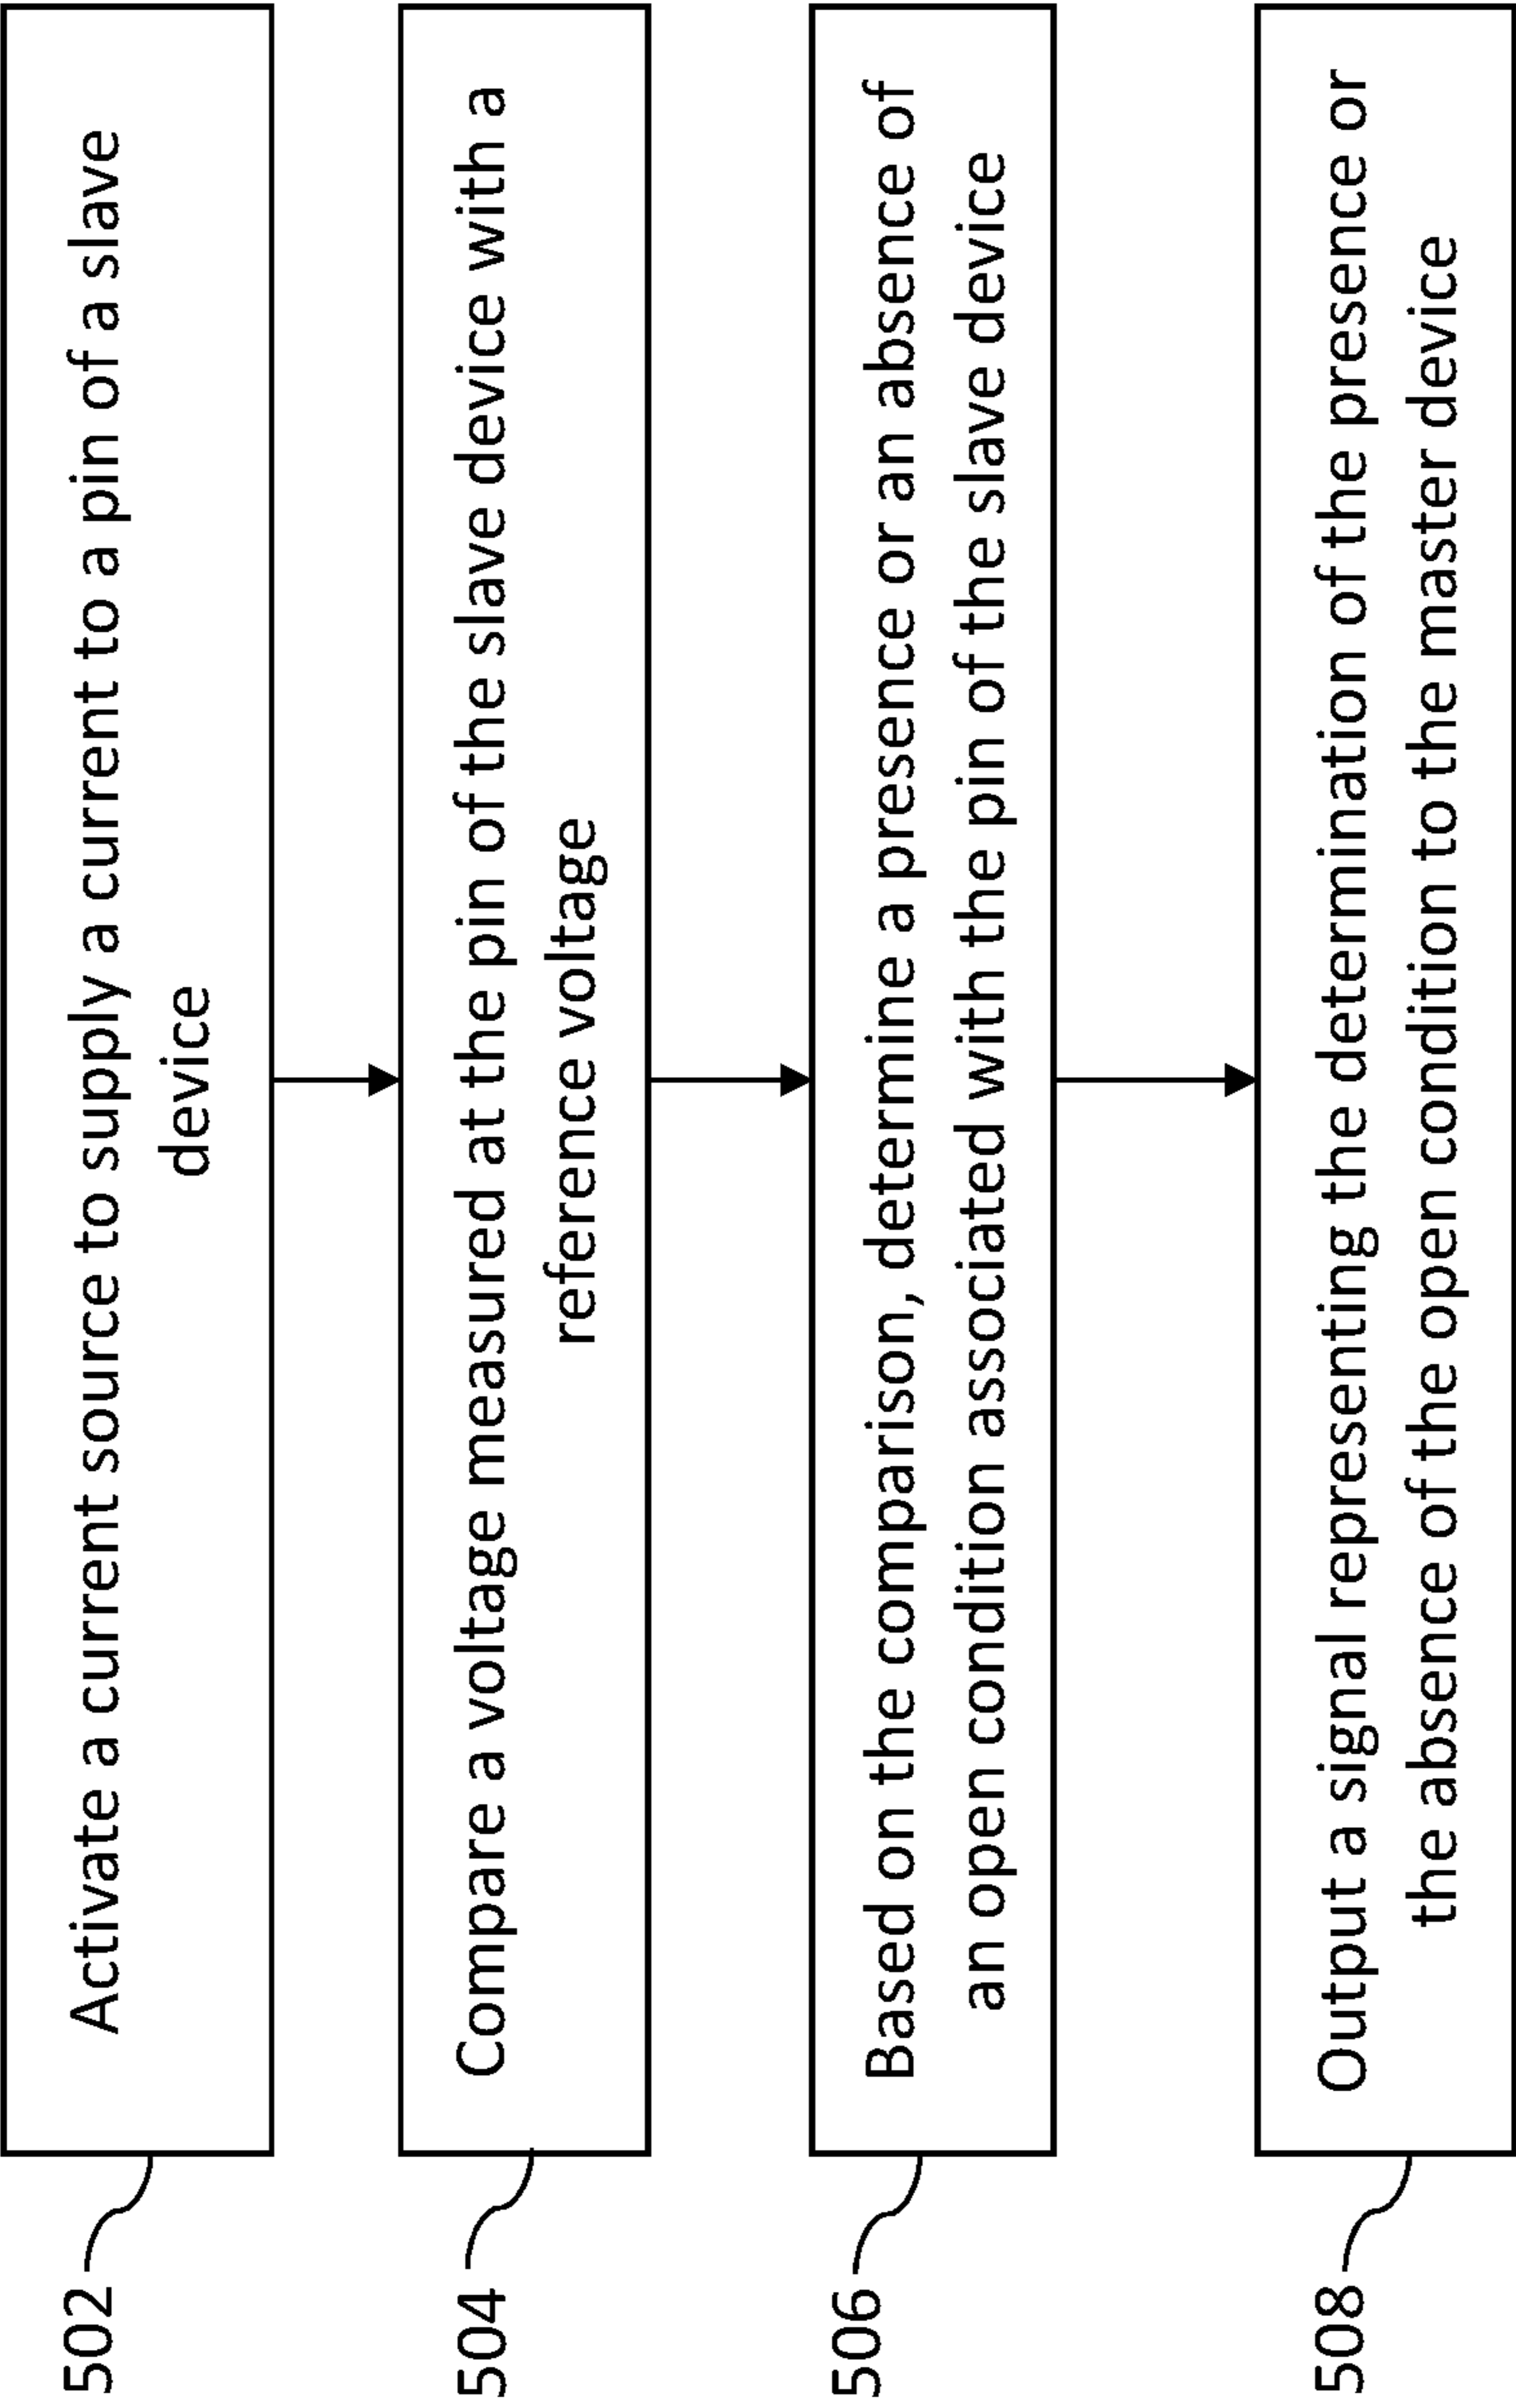 502
Activate a current source to supply a current to a pin of a slave
device
504
Compare a voltage measured at the pin of the slave device with a
reference voltage
506
Based on the comparison, determine a presence or an absence of
an open condition associated with the pin of the slave device
508
Output a signal representing the determination of the presence or
the absence of the open condition to the master device